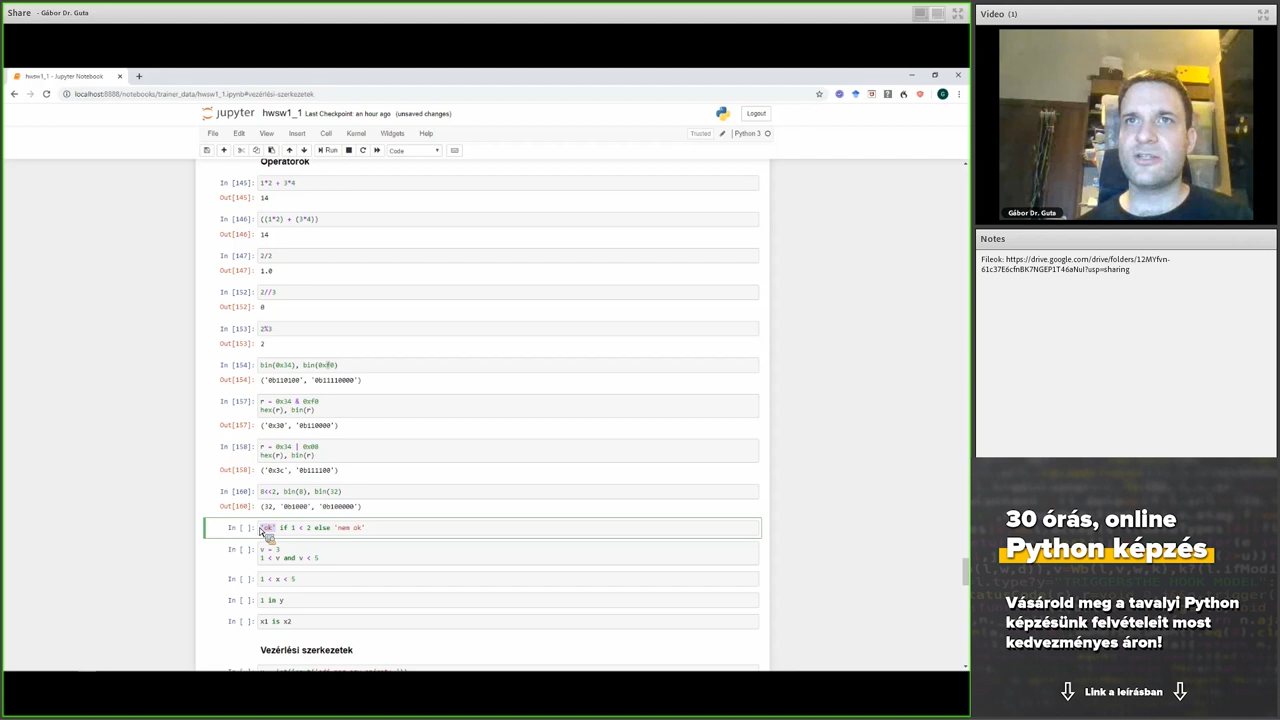 Share - Gábor Dr. Guta
hwsw1_1 - Jupyter Notebook
localhost:8888/notebooks/trainer_data/hwsw1_1.ipynb#vezérlési-szerkezetek
jupyter hwsw1_1 Last Checkpoint: an hour ago (unsaved changes)
Logout
File Edit View Insert Cell Kernel Widgets Help
Trusted
Python 3
Run
Code
Operátorok
In [145]: 1*2 + 3*4
Out[145]: 14
In [146]: ((1*2) + (3*4))
Out[146]: 14
In [147]: 2/2
Out[147]: 1.0
In [152]: 2//3
Out[152]: 0
In [153]: 2%3
Out[153]: 2
In [154]: bin(0x34), bin(0xf0)
Out[154]: ('0b110100', '0b11110000')
In [157]: r = 0x34 & 0xf0
hex(r), bin(r)
Out[157]: ('0x30', '0b110000')
In [158]: r = 0x34 | 0x08
hex(r), bin(r)
Out[158]: ('0x3c', '0b111100')
In [160]: 8<<2, bin(8), bin(32)
Out[160]: (32, '0b1000', '0b100000')
In [ ]: 'ok' if 1 < 2 else 'nem ok'
In [ ]: v = 3
1 < v and v < 5
In [ ]: 1 < x < 5
In [ ]: 1 in y
In [ ]: x1 is x2
Vezérlési szerkezetek
Video (1)
Gábor Dr. Guta
Notes
Fileok: https://drive.google.com/drive/folders/12MYfvn-
61c37E6cfnBK7NGEP1T46aNuI?usp=sharing
30 órás, online
Python képzés
Vásárold meg a tavalyi Python
képzésünk felvételeit most
kedvezményes áron!
Link a leírásban